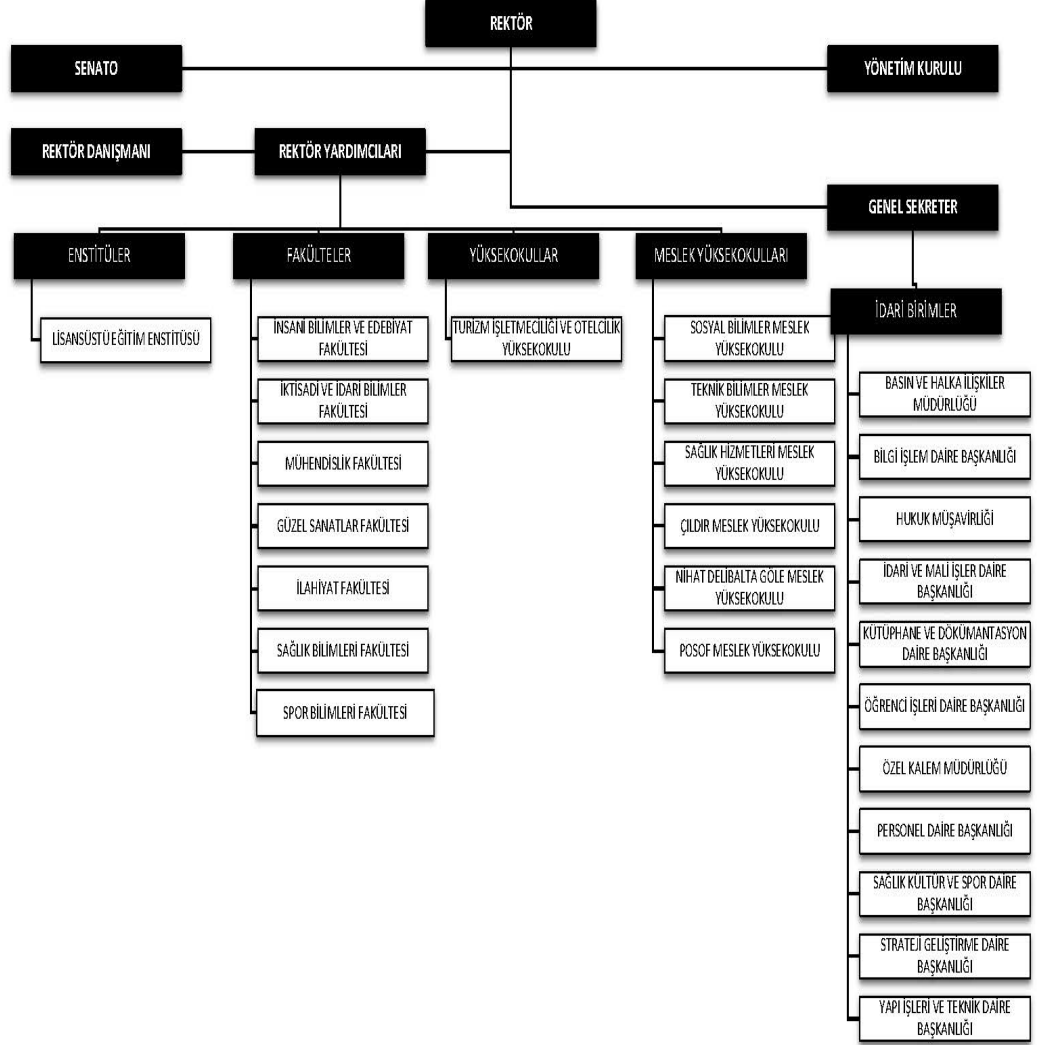 REKTÖR
SENATO
YÖNETİM KURULU
REKTÖR DANIŞMANI
REKTÖR YARDIMCILARI
GENEL SEKRETER
ENSTİTÜLER
LİSANSÜSTÜ EĞİTİM ENSTİTÜSÜ
FAKÜLTELER
İNSANİ BİLİMLER VE EDEBİYAT
FAKÜLTESİ
İKTİSADİ VE İDARİ BİLİMLER
FAKÜLTESİ
MÜHENDİSLİK FAKÜLTESİ
GÜZEL SANATLAR FAKÜLTESİ
İLAHİYAT FAKÜLTESİ
SAĞLIK BİLİMLERİ FAKÜLTESİ
SPOR BİLİMLERİ FAKÜLTESİ
YÜKSEKOKULLAR
TURİZM İŞLETMECİLİĞİ VE OTELCİLİK
YÜKSEKOKULU
MESLEK YÜKSEKOKULLARI
SOSYAL BİLİMLER MESLEK
YÜKSEKOKULU
TEKNİK BİLİMLER MESLEK
YÜKSEKOKULU
SAĞLIK HİZMETLERİ MESLEK
YÜKSEKOKULU
ÇILDIR MESLEK YÜKSEKOKULU
NİHAT DELİBALTA GÖLE MESLEK
YÜKSEKOKULU
POSOF MESLEK YÜKSEKOKULU
İDARİ BİRİMLER
BASIN VE HALKA İLİŞKİLER
MÜDÜRLÜĞÜ
BİLGİ İŞLEM DAİRE BAŞKANLIĞI
HUKUK MÜŞAVİRLİĞİ
İDARİ VE MALİ İŞLER DAİRE
BAŞKANLIĞI
KÜTÜPHANE VE DÖKÜMANTASYON
DAİRE BAŞKANLIĞI
ÖĞRENCİ İŞLERİ DAİRE BAŞKANLIĞI
ÖZEL KALEM MÜDÜRLÜĞÜ
PERSONEL DAİRE BAŞKANLIĞI
SAĞLIK KÜLTÜR VE SPOR DAİRE
BAŞKANLIĞI
STRATEJİ GELİŞTİRME DAİRE
BAŞKANLIĞI
YAPI İŞLERİ VE TEKNİK DAİRE
BAŞKANLIĞI